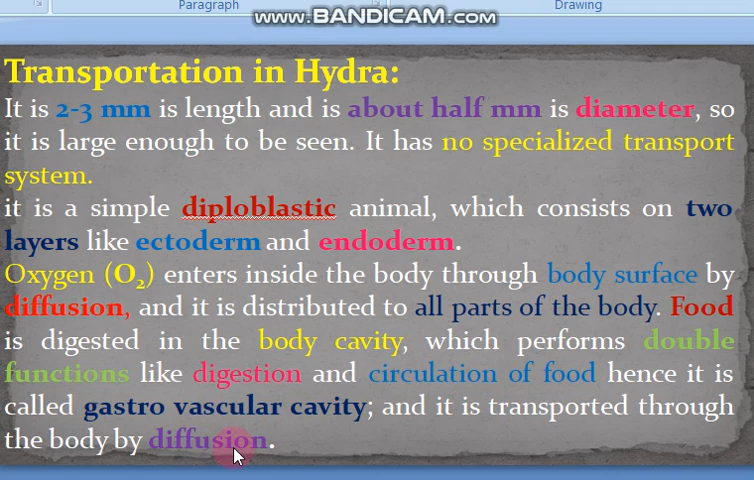 Paragraph
Drawing
www.BANDICAM.com
Transportation in Hydra:
It is 2-3 mm is length and is about half mm is diameter, so
it is large enough to be seen. It has no specialized transport
system.
it is a simple diploblastic animal, which consists on two
layers like ectoderm and endoderm.
Oxygen (O₂) enters inside the body through body surface by
diffusion, and it is distributed to all parts of the body. Food
is digested in the body cavity, which performs double
functions like digestion and circulation of food hence it is
called gastro vascular cavity; and it is transported through
the body by diffusion.